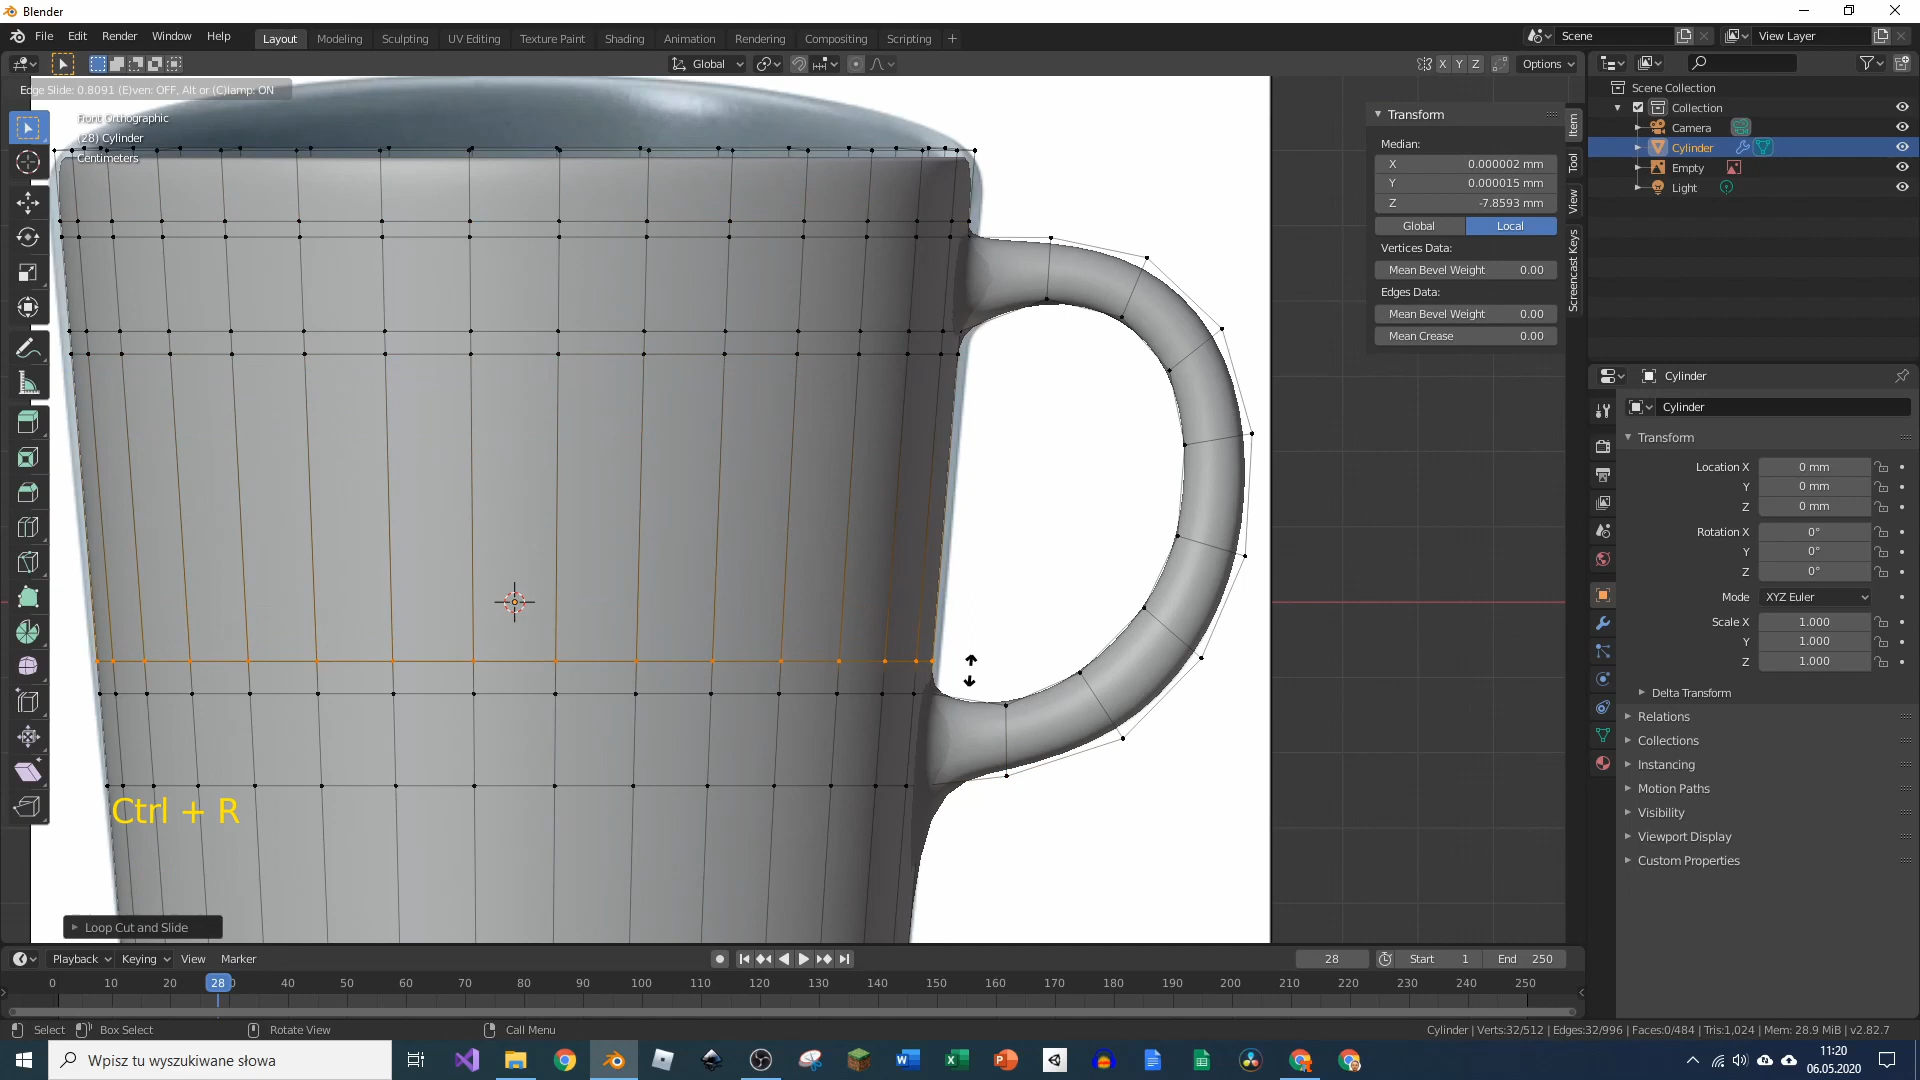 Blender
File Edit Render Window Help
Layout Modeling Sculpting UV Editing Texture Paint Shading Animation Rendering Compositing Scripting
Scene
View Layer
Global
X Y Z
Options
Edge Slide: 0.8091 (E)ven: OFF, Alt or (C)lamp: ON
Front Orthographic
(28) Cylinder
Centimeters
Transform
Median:
X 0.000002 mm
Y 0.000015 mm
Z -7.8593 mm
Global Local
Vertices Data:
Mean Bevel Weight 0.00
Edges Data:
Mean Bevel Weight 0.00
Mean Crease 0.00
Item
Tool
View
Screencast Keys
Scene Collection
Collection
Camera
Cylinder
Empty
Light
Cylinder
Cylinder
Transform
Location X 0 mm
Y 0 mm
Z 0 mm
Rotation X 0°
Y 0°
Z 0°
Mode XYZ Euler
Scale X 1.000
Y 1.000
Z 1.000
Delta Transform
Relations
Collections
Instancing
Motion Paths
Visibility
Viewport Display
Custom Properties
Ctrl + R
Loop Cut and Slide
Playback Keying View Marker
28
Start 1
End 250
0 10 20 28 40 50 60 70 80 90 100 110 120 130 140 150 160 170 180 190 200 210 220 230 240 250
Select Box Select Rotate View Call Menu
Cylinder | Verts:32/512 | Edges:32/996 | Faces:0/484 | Tris:1,024 | Mem: 28.9 MiB | v2.82.7
Wpisz tu wyszukiwane słowa
11:20
06.05.2020